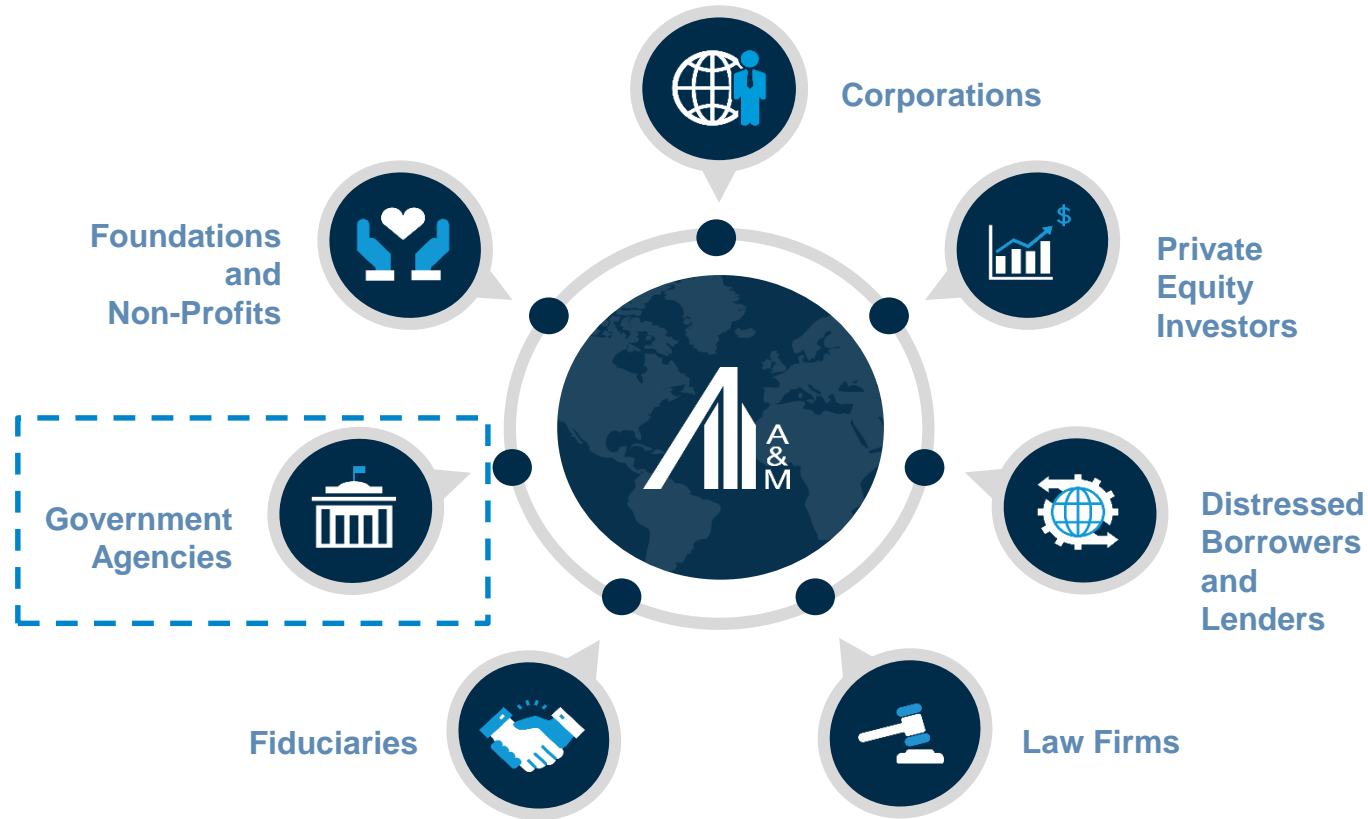 Corporations
Foundations
and
Non-Profits
Private
Equity
Investors
$
A
&
M
Government
Agencies
Distressed
Borrowers
and
Lenders
Fiduciaries
Law Firms